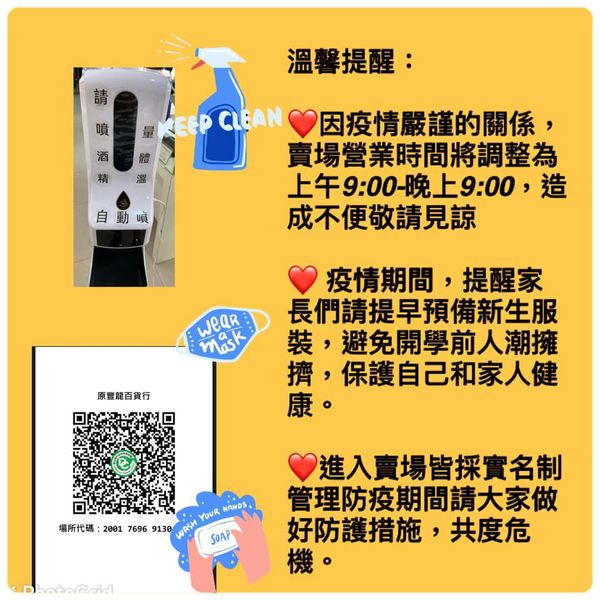 溫馨提醒：
❤️因疫情嚴謹的關係，
賣場營業時間將調整為
上午9:00-晚上9:00，造
成不便敬請見諒
❤️ 疫情期間，提醒家
長們請提早預備新生服
裝，避免開學前人潮擁
擠，保護自己和家人健
康。
❤️進入賣場皆採實名制
管理防疫期間請大家做
好防護措施，共度危
機。
KEEP CLEAN
請噴酒精
量體溫
自動噴
wear
a
mask
原豐龍百貨行
場所代碼：2001 7696 9130
WASH YOUR HANDS
SOAP
PhotoGrid